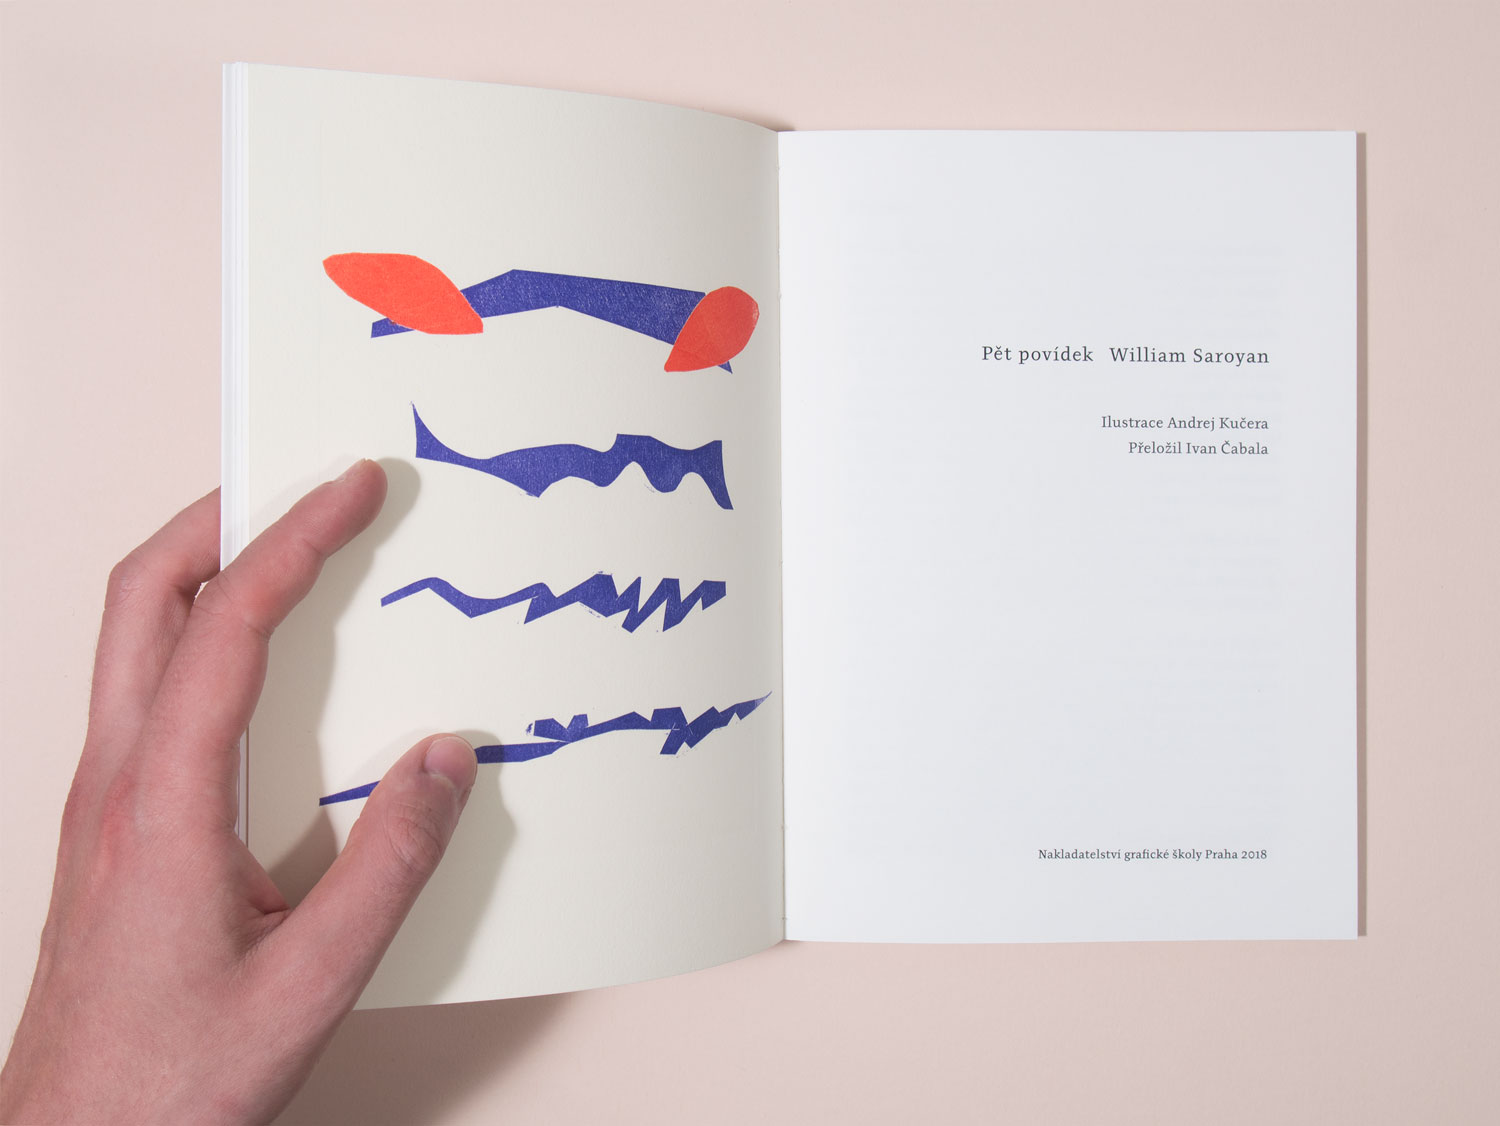 Pět povídek William Saroyan
Ilustrace Andrej Kučera
Přeložil Ivan Čabala
Nakladatelství grafické školy Praha 2018